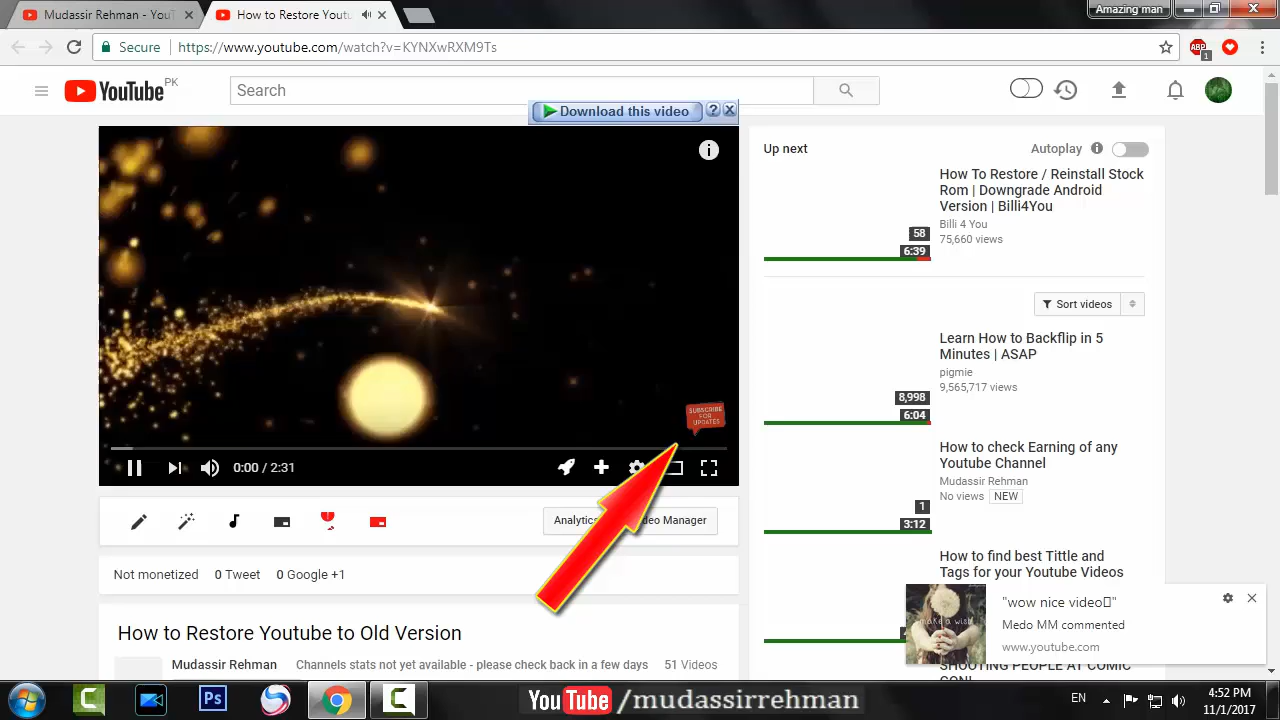 Mudassir Rehman - YouT
How to Restore Youtu
Amazing man
Secure
https://www.youtube.com/watch?v=KYNXwRXM9Ts
ABP
1
YouTube PK
Search
Download this video
?
SUBSCRIBE
FOR
UPDATES
0:00 / 2:31
Analytics
Video Manager
Not monetized
0 Tweet
0 Google +1
How to Restore Youtube to Old Version
Mudassir Rehman
Channels stats not yet available - please check back in a few days
51 Videos
Up next
Autoplay
How To Restore / Reinstall Stock
Rom | Downgrade Android
Version | Billi4You
Billi 4 You
75,660 views
58
6:39
Sort videos
Learn How to Backflip in 5
Minutes | ASAP
pigmie
9,565,717 views
8,998
6:04
How to check Earning of any
Youtube Channel
Mudassir Rehman
No views NEW
1
3:12
How to find best Tittle and
Tags for your Youtube Videos
make a wish
"wow nice video▯"
Medo MM commented
www.youtube.com
SHOOTING PEOPLE AT COMIC
CON!
Ps
YouTube/mudassirrehman
EN
4:52 PM
11/1/2017